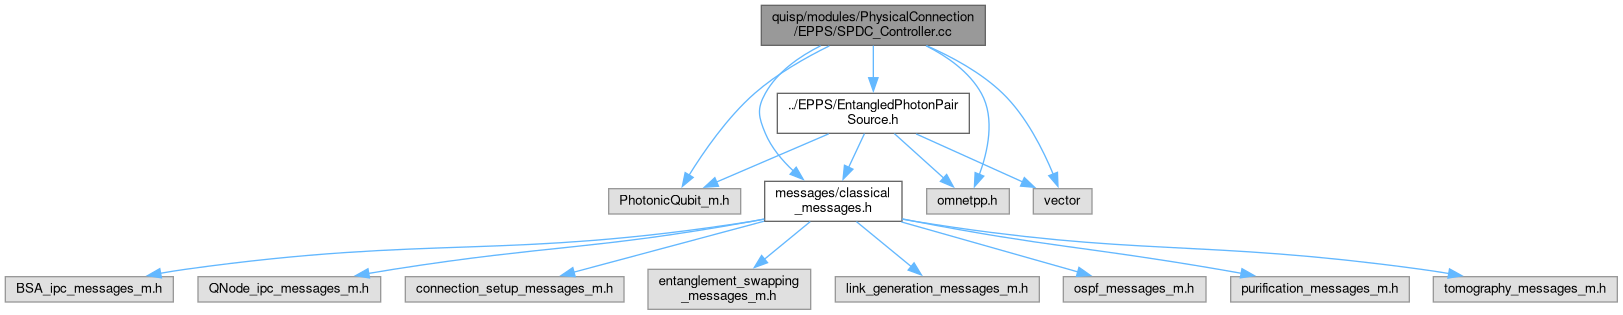 quisp/modules/PhysicalConnection
/EPPS/SPDC_Controller.cc
../EPPS/EntangledPhotonPair
Source.h
PhotonicQubit_m.h
messages/classical
_messages.h
omnetpp.h
vector
BSA_ipc_messages_m.h
QNode_ipc_messages_m.h
connection_setup_messages_m.h
entanglement_swapping
_messages_m.h
link_generation_messages_m.h
ospf_messages_m.h
purification_messages_m.h
tomography_messages_m.h